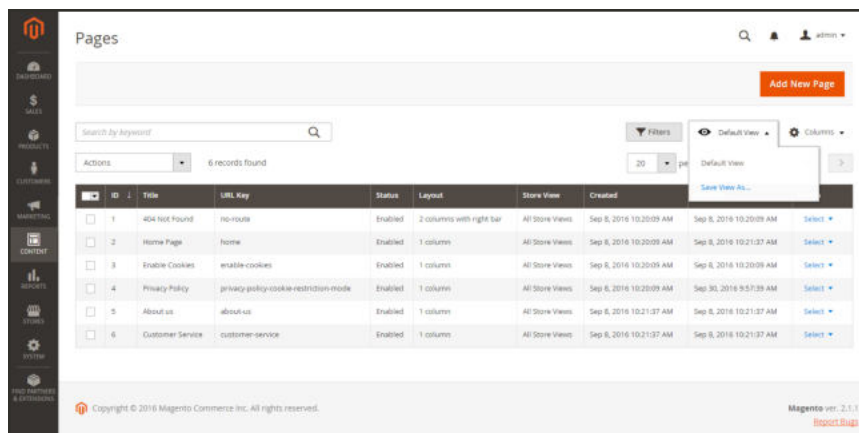 Pages
admin
DASHBOARD
SALES
PRODUCTS
CUSTOMERS
MARKETING
CONTENT
REPORTS
STORES
SYSTEM
FIND PARTNERS
& EXTENSIONS
Add New Page
Search by keyword
Filters
Default View
Columns
Actions
6 records found
20
pe
Default View
Save View As...
ID Title URL Key Status Layout Store View Created
1 404 Not Found no-route Enabled 2 columns with right bar All Store Views Sep 8, 2016 10:20:09 AM Sep 8, 2016 10:20:09 AM Select
2 Home Page home Enabled 1 column All Store Views Sep 8, 2016 10:20:09 AM Sep 8, 2016 10:21:37 AM Select
3 Enable Cookies enable-cookies Enabled 1 column All Store Views Sep 8, 2016 10:20:09 AM Sep 8, 2016 10:20:09 AM Select
4 Privacy Policy privacy-policy-cookie-restriction-mode Enabled 1 column All Store Views Sep 8, 2016 10:20:09 AM Sep 30, 2016 9:57:39 AM Select
5 About us about-us Enabled 1 column All Store Views Sep 8, 2016 10:21:37 AM Sep 8, 2016 10:21:37 AM Select
6 Customer Service customer-service Enabled 1 column All Store Views Sep 8, 2016 10:21:37 AM Sep 8, 2016 10:21:37 AM Select
Copyright © 2016 Magento Commerce Inc. All rights reserved.
Magento ver. 2.1.1
Report Bugs